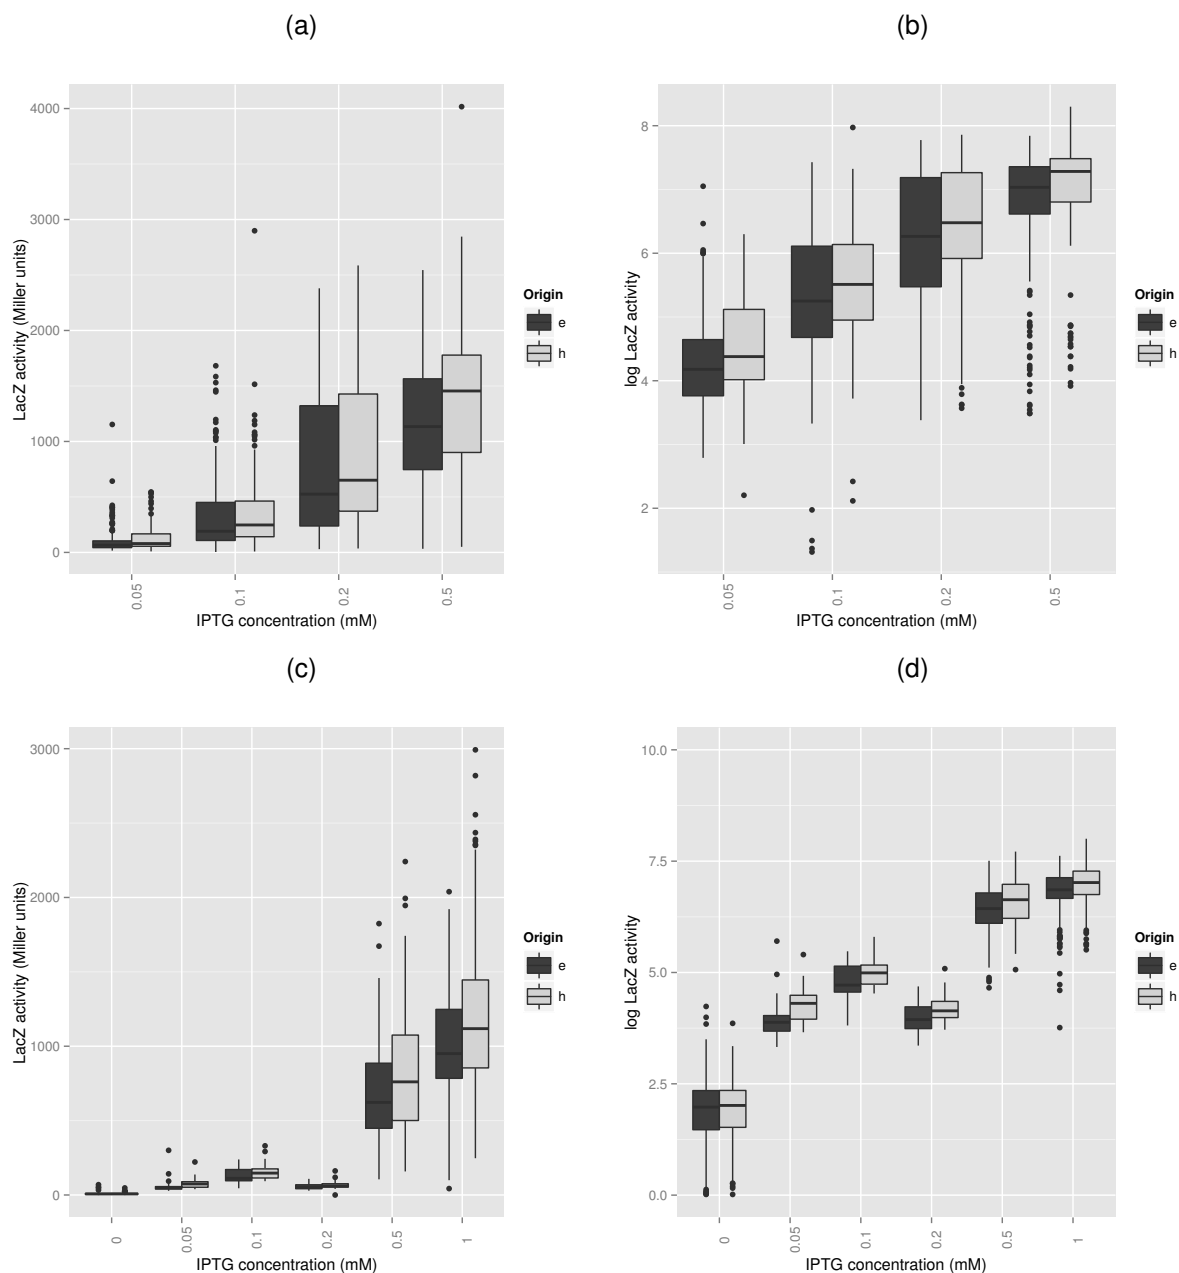 (a)
LacZ activity (Miller units)
4000
3000
2000
1000
0
0.05
0.1
0.2
0.5
IPTG concentration (mM)
Origin
e
h
(b)
log LacZ activity
8
6
4
2
0.05
0.1
0.2
0.5
IPTG concentration (mM)
Origin
e
h
(c)
LacZ activity (Miller units)
3000
2000
1000
0
0
0.05
0.1
0.2
0.5
1
IPTG concentration (mM)
Origin
e
h
(d)
log LacZ activity
10.0
7.5
5.0
2.5
0.0
0
0.05
0.1
0.2
0.5
1
IPTG concentration (mM)
Origin
e
h